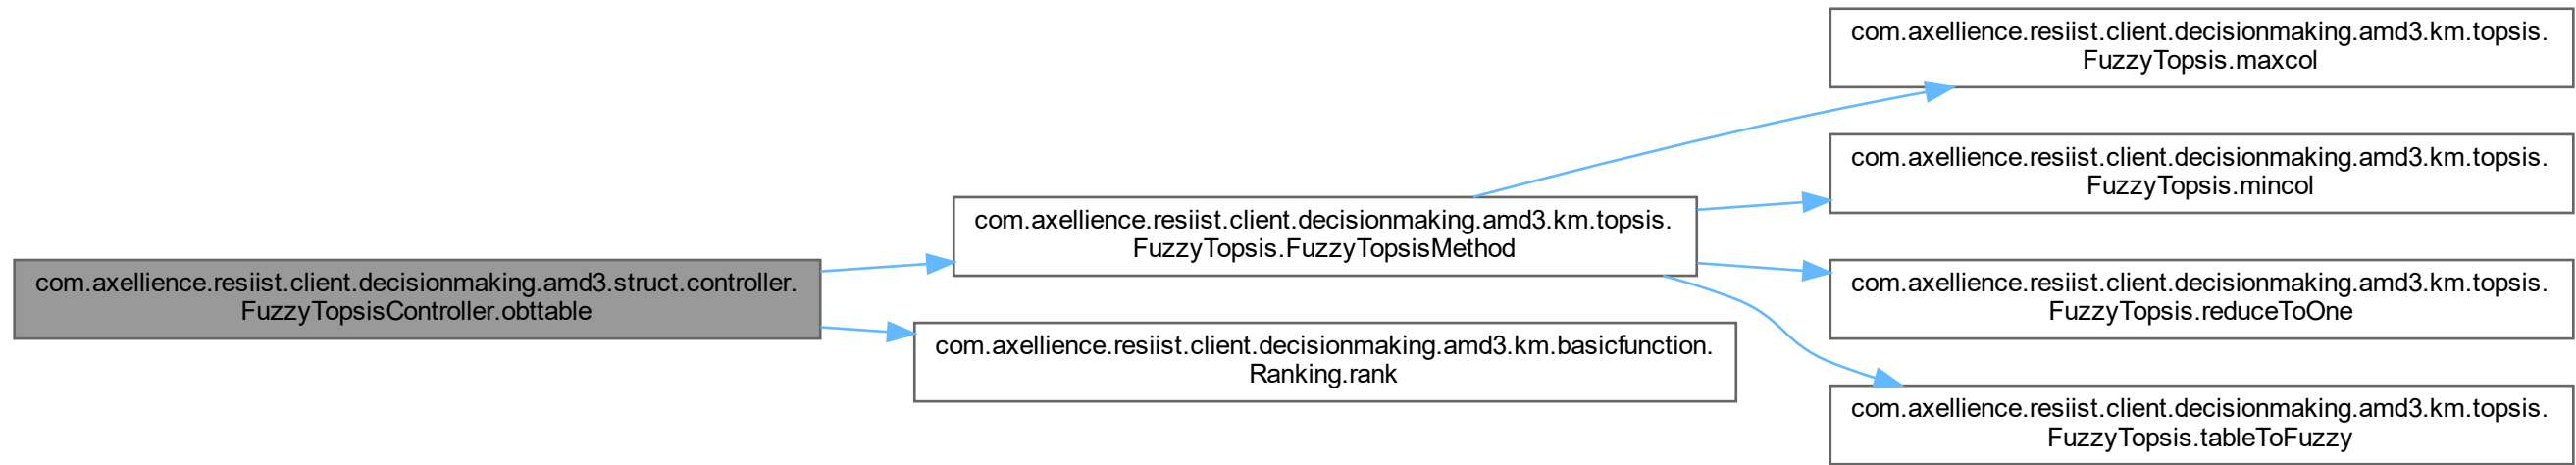 com.axellience.resiist.client.decisionmaking.amd3.struct.controller.
FuzzyTopsisController.obttable
com.axellience.resiist.client.decisionmaking.amd3.km.topsis.
FuzzyTopsis.FuzzyTopsisMethod
com.axellience.resiist.client.decisionmaking.amd3.km.basicfunction.
Ranking.rank
com.axellience.resiist.client.decisionmaking.amd3.km.topsis.
FuzzyTopsis.maxcol
com.axellience.resiist.client.decisionmaking.amd3.km.topsis.
FuzzyTopsis.mincol
com.axellience.resiist.client.decisionmaking.amd3.km.topsis.
FuzzyTopsis.reduceToOne
com.axellience.resiist.client.decisionmaking.amd3.km.topsis.
FuzzyTopsis.tableToFuzzy